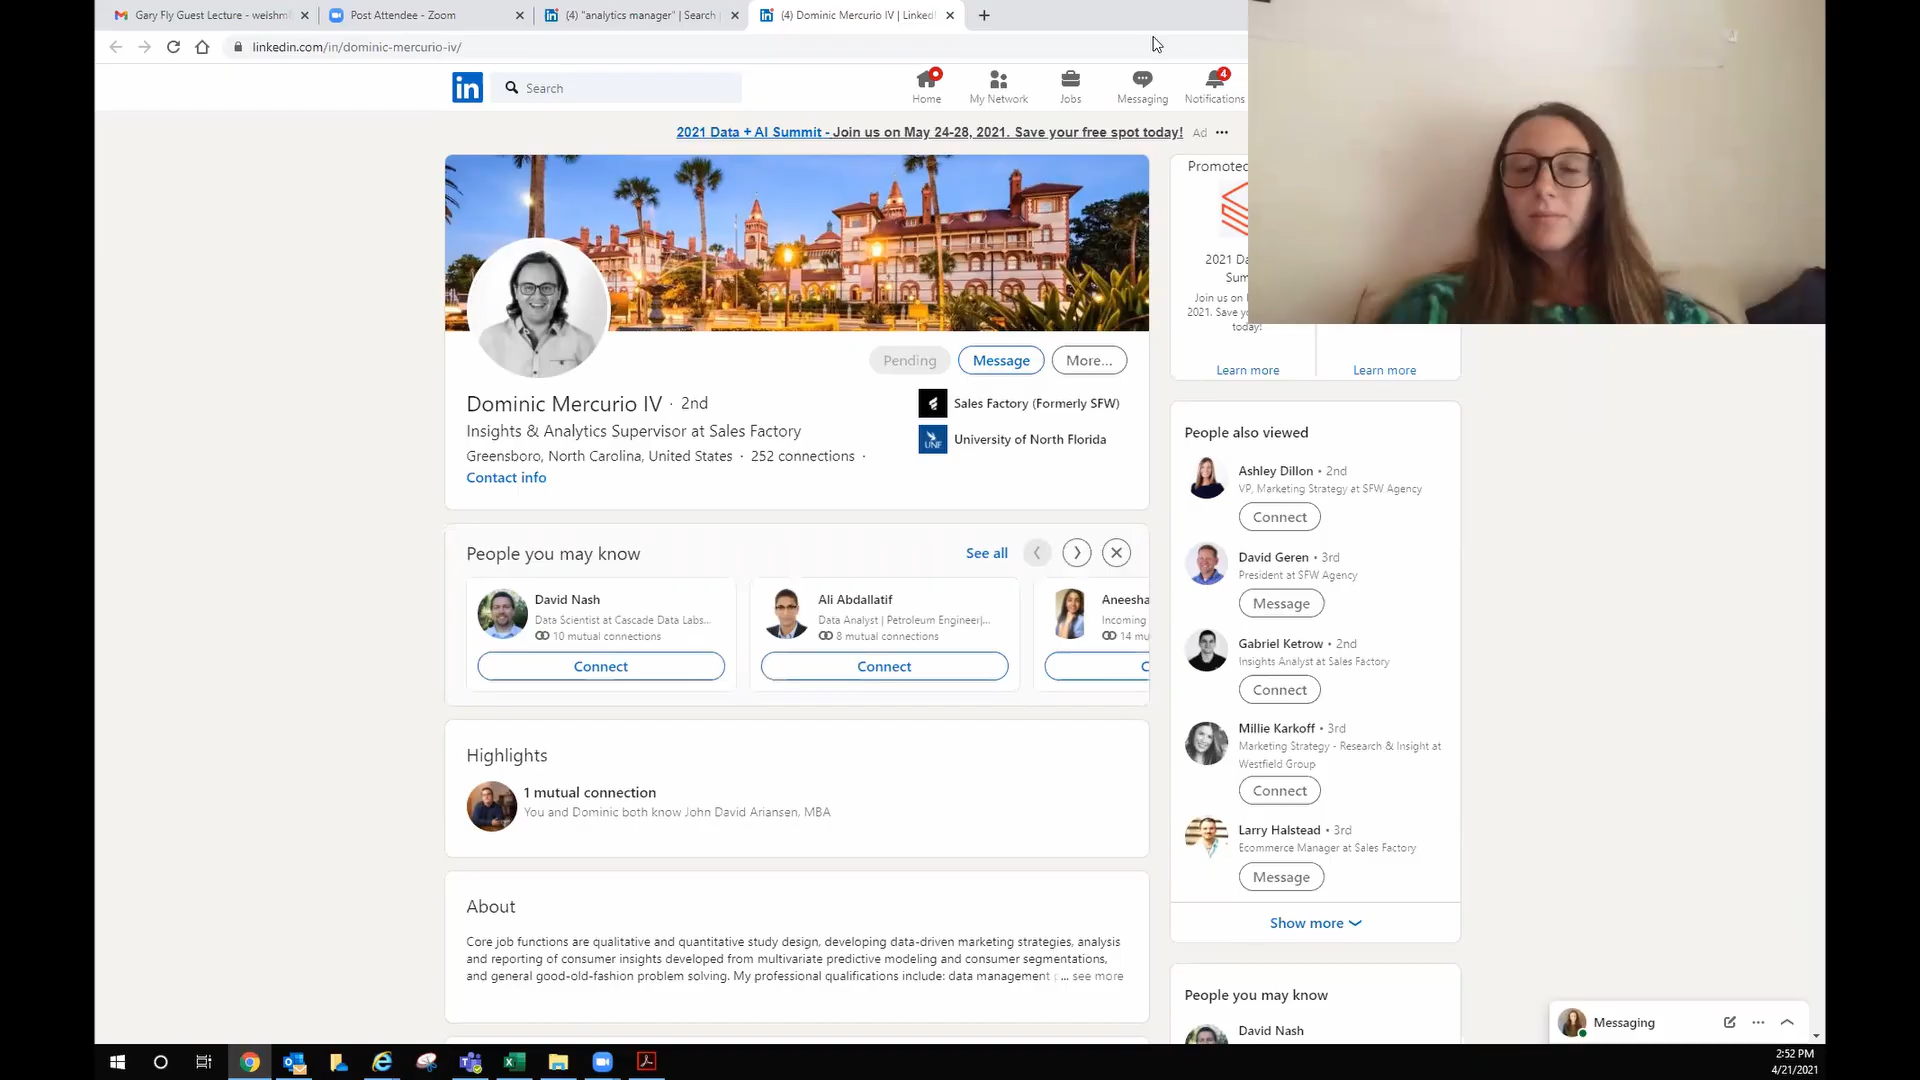 Gary Fly Guest Lecture - weishm
Post Attendee - Zoom
(4) "analytics manager" | Search
(4) Dominic Mercurio IV | LinkedI
linkedin.com/in/dominic-mercurio-iv/
in
Search
Home
My Network
Jobs
Messaging
4
Notifications
2021 Data + AI Summit - Join us on May 24-28, 2021. Save your free spot today!
Ad
Promoted
2021 Da
Sum
Join us on
2021. Save yo
today!
Learn more
Learn more
Pending
Message
More...
Dominic Mercurio IV · 2nd
Insights & Analytics Supervisor at Sales Factory
Greensboro, North Carolina, United States · 252 connections ·
Contact info
Sales Factory (Formerly SFW)
UNF
University of North Florida
People you may know
See all
David Nash
Data Scientist at Cascade Data Labs...
10 mutual connections
Connect
Ali Abdallatif
Data Analyst | Petroleum Engineer|...
8 mutual connections
Connect
Aneesha
Incoming
14 mu
C
Highlights
1 mutual connection
You and Dominic both know John David Ariansen, MBA
About
Core job functions are qualitative and quantitative study design, developing data-driven marketing strategies, analysis
and reporting of consumer insights developed from multivariate predictive modeling and consumer segmentations,
and general good-old-fashion problem solving. My professional qualifications include: data management p... see more
People also viewed
Ashley Dillon • 2nd
VP, Marketing Strategy at SFW Agency
Connect
David Geren • 3rd
President at SFW Agency
Message
Gabriel Ketrow • 2nd
Insights Analyst at Sales Factory
Connect
Millie Karkoff • 3rd
Marketing Strategy - Research & Insight at
Westfield Group
Connect
Larry Halstead • 3rd
Ecommerce Manager at Sales Factory
Message
Show more
People you may know
David Nash
Messaging
2:52 PM
4/21/2021